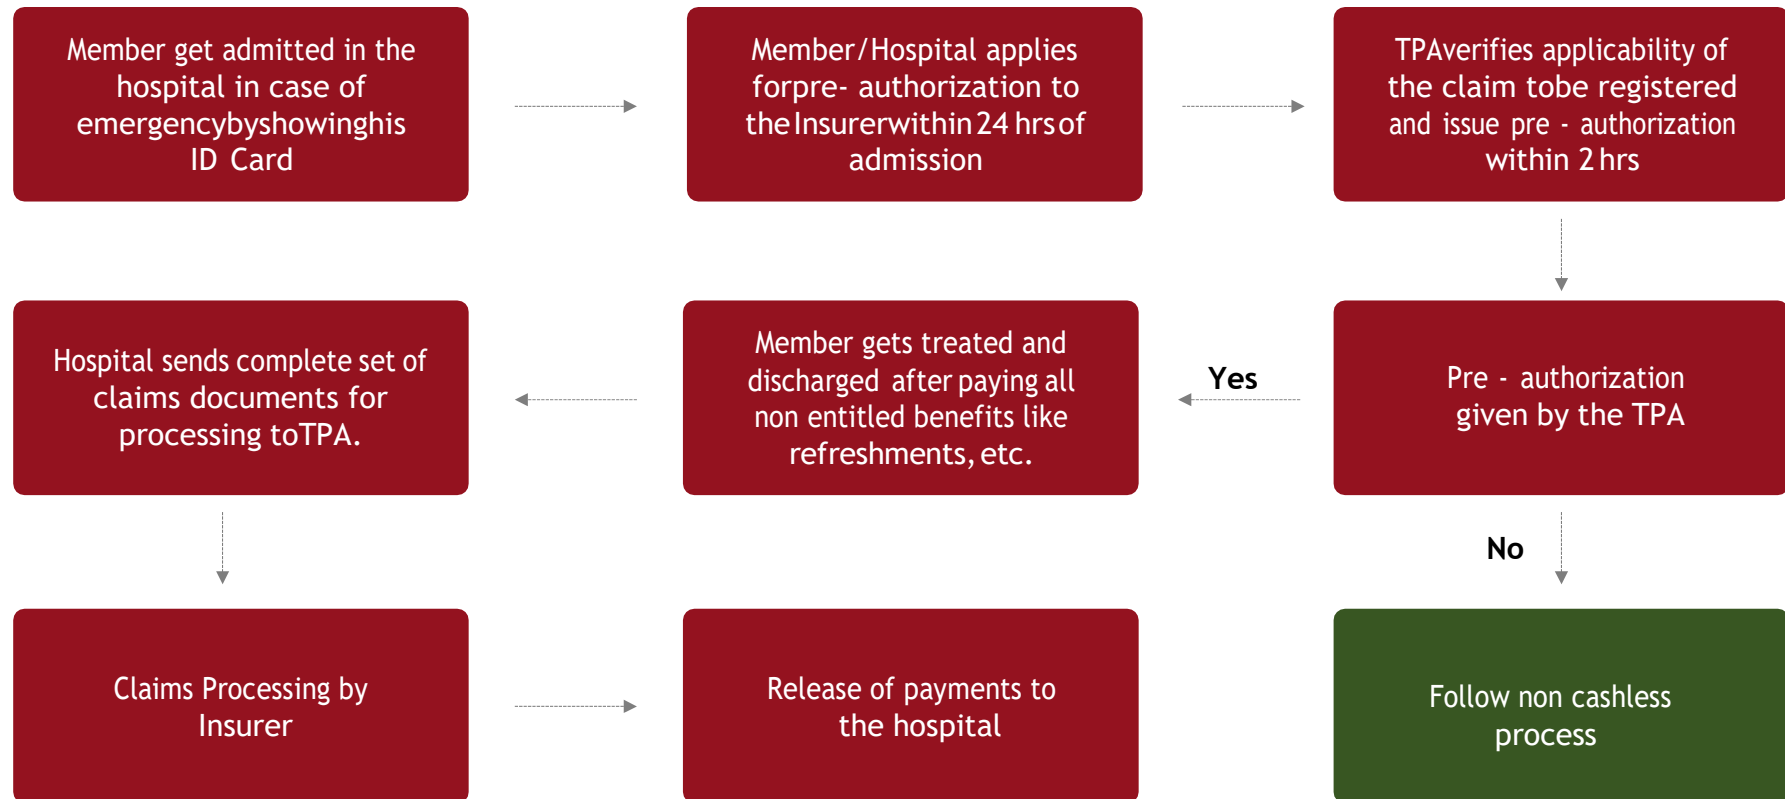 Member get admitted in the
hospital in case of
emergencybyshowinghis
ID Card
Member/Hospital applies
forpre- authorization to
theInsurerwithin 24 hrs of
admission
TPAverifies applicability of
the claim tobe registered
and issue pre - authorization
within 2 hrs
Hospital sends complete set of
claims documents for
processing toTPA.
Member gets treated and
discharged after paying all
non entitled benefits like
refreshments, etc.
Yes
Pre - authorization
given by the TPA
No
Claims Processing by
Insurer
Release of payments to
the hospital
Follow non cashless
process